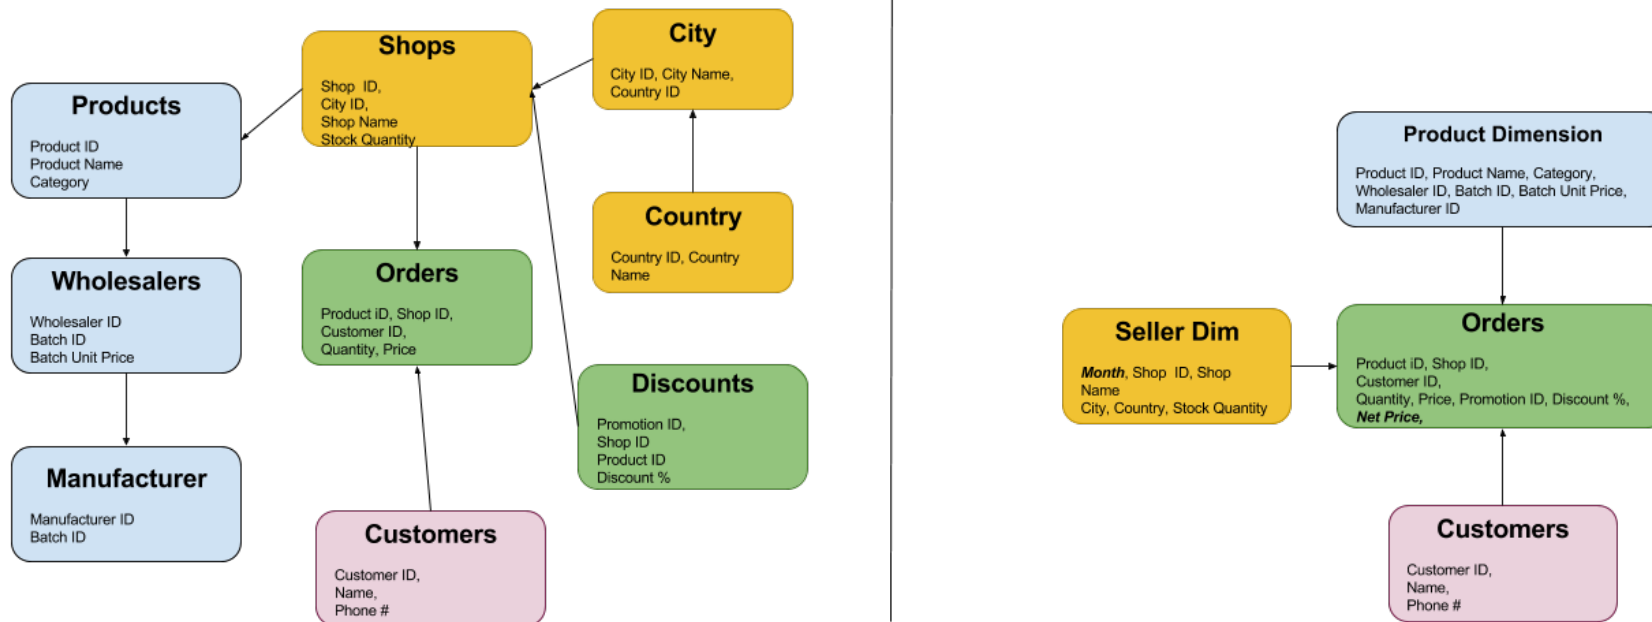 Shops
Shop  ID,
City ID,
Shop Name
Stock Quantity
City
City ID, City Name,
Country ID
Products
Product ID
Product Name
Category
Country
Country ID, Country
Name
Wholesalers
Wholesaler ID
Batch ID
Batch Unit Price
Orders
Product iD, Shop ID,
Customer ID,
Quantity, Price
Discounts
Promotion ID,
Shop ID
Product ID
Discount %
Manufacturer
Manufacturer ID
Batch ID
Customers
Customer ID,
Name,
Phone #
Product Dimension
Product ID, Product Name, Category,
Wholesaler ID, Batch ID, Batch Unit Price,
Manufacturer ID
Seller Dim
Month, Shop  ID, Shop
Name
City, Country, Stock Quantity
Orders
Product iD, Shop ID,
Customer ID,
Quantity, Price, Promotion ID, Discount %,
Net Price,
Customers
Customer ID,
Name,
Phone #